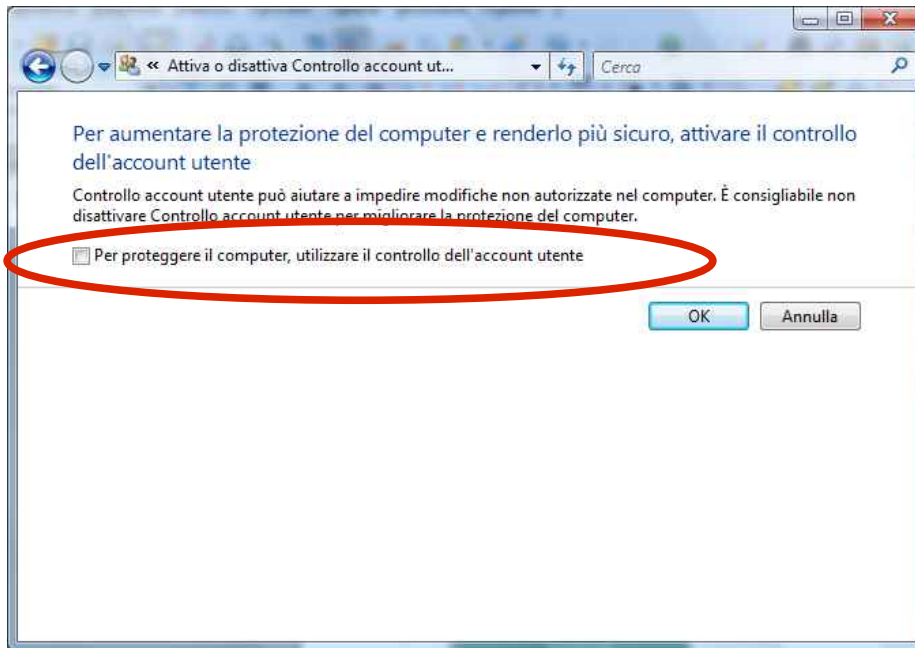 « Attiva o disattiva Controllo account ut...
Cerca
Per aumentare la protezione del computer e renderlo più sicuro, attivare il controllo
dell'account utente
Controllo account utente può aiutare a impedire modifiche non autorizzate nel computer. È consigliabile non
disattivare Controllo account utente per migliorare la protezione del computer.
Per proteggere il computer, utilizzare il controllo dell'account utente
OK
Annulla